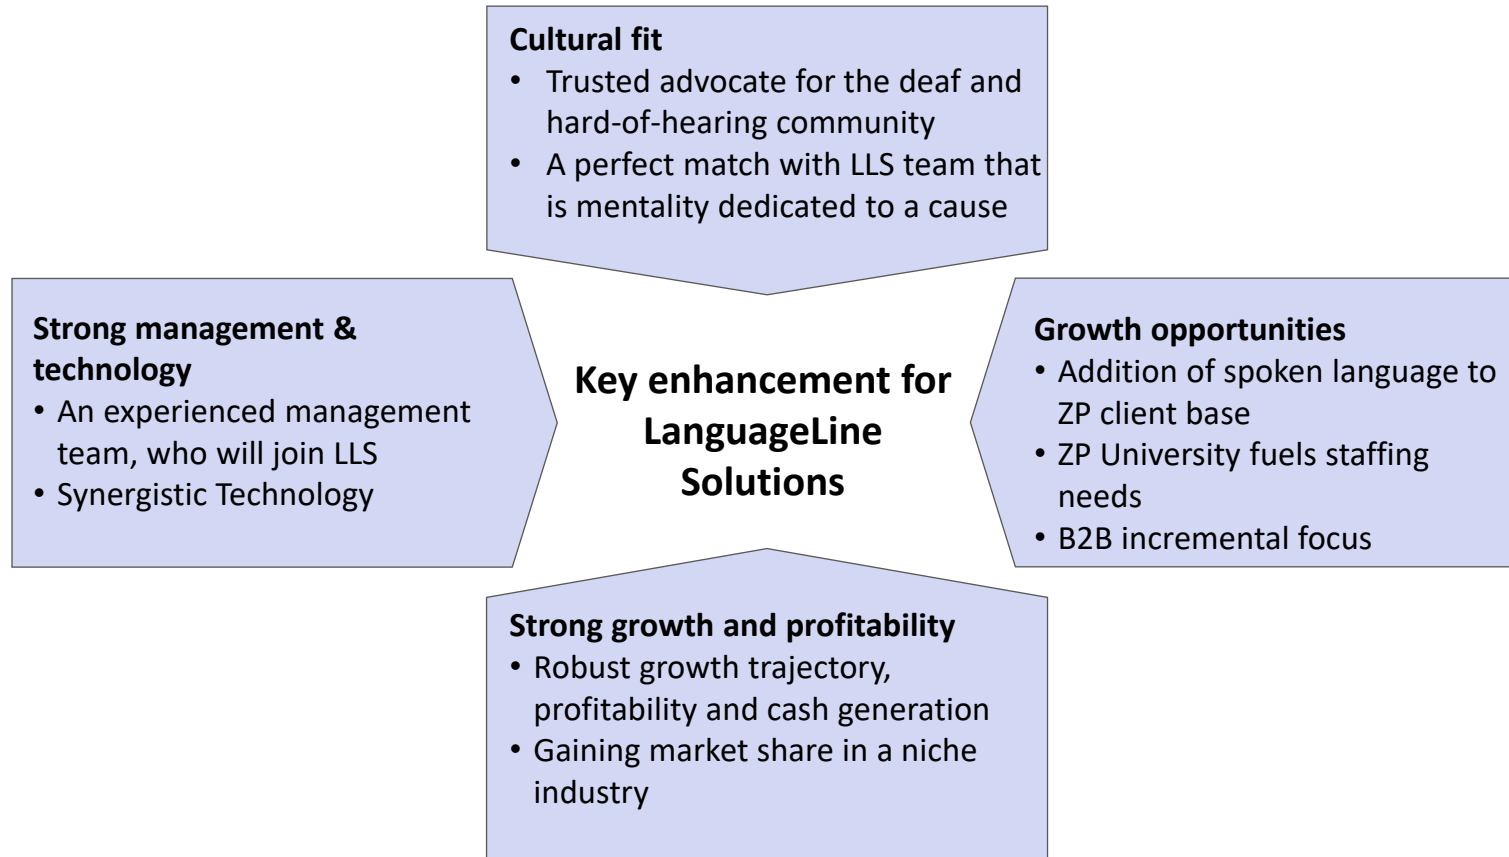 Cultural fit
• Trusted advocate for the deaf and
hard-of-hearing community
• A perfect match with LLS team that
is mentality dedicated to a cause
Strong management &
technology
• An experienced management
team, who will join LLS
• Synergistic Technology
Key enhancement for
LanguageLine
Solutions
Growth opportunities
• Addition of spoken language to
ZP client base
• ZP University fuels staffing
needs
• B2B incremental focus
Strong growth and profitability
• Robust growth trajectory,
profitability and cash generation
• Gaining market share in a niche
industry